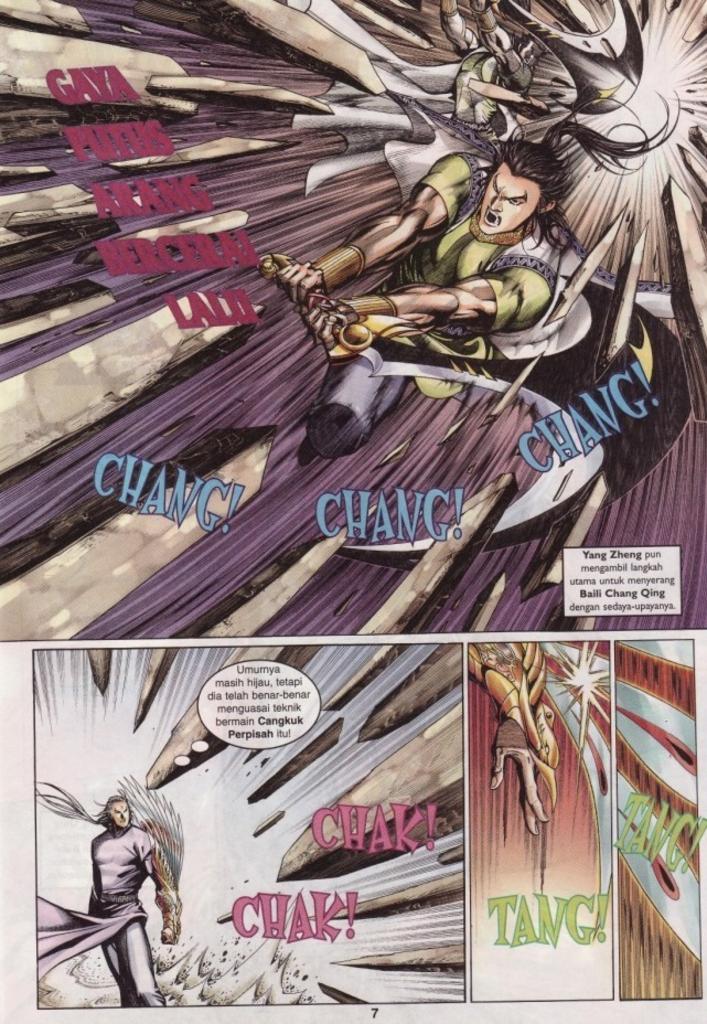 GAYA
PUTUS
ARANG
BERCERAI
LALU
CHANG!
CHANG!
CHANG!
Yang Zheng pun
mengambil langkah
utama untuk menyerang
Baili Chang Qing
dengan sedaya-upayanya.
Umurnya
masih hijau, tetapi
dia telah benar-benar
menguasai teknik
bermain Cangkuk
Perpisah itu!
CHAK!
CHAK!
TANG!
TANG!
7